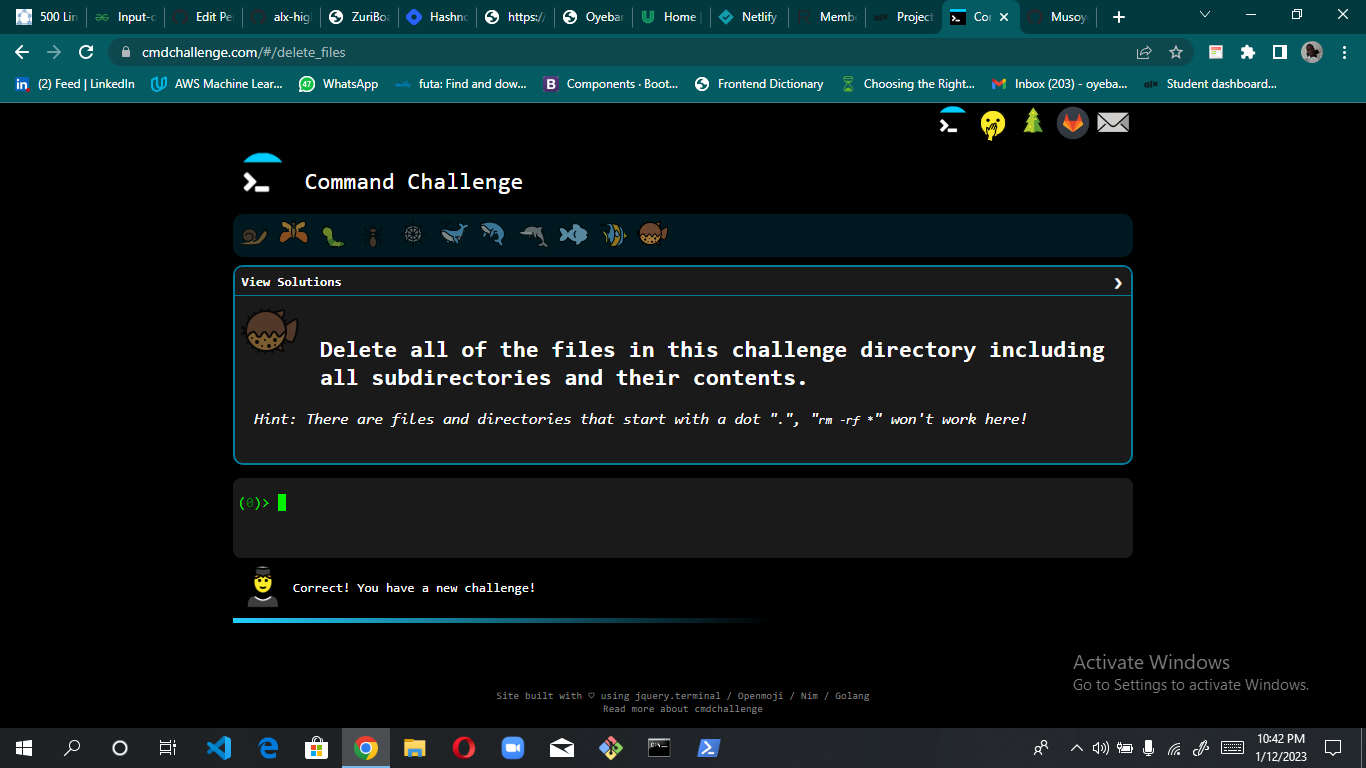 500 Lin
Input-c
Edit Pe
alx-hig
ZuriBoa
Hashno
https:/
Oyebar
Home |
Netlify
Membe
Project
Con
Musoye
cmdchallenge.com/#/delete_files
(2) Feed | LinkedIn
AWS Machine Lear...
47
WhatsApp
futa: Find and dow...
Components · Boot...
Frontend Dictionary
Choosing the Right...
Inbox (203) - oyeba...
alx
Student dashboard...
Command Challenge
View Solutions
Delete all of the files in this challenge directory including
all subdirectories and their contents.
Hint: There are files and directories that start with a dot ".", "rm -rf *" won't work here!
(0)>
Correct! You have a new challenge!
Activate Windows
Go to Settings to activate Windows.
Site built with ♡ using jquery.terminal / Openmoji / Nim / Golang
Read more about cmdchallenge
10:42 PM
1/12/2023